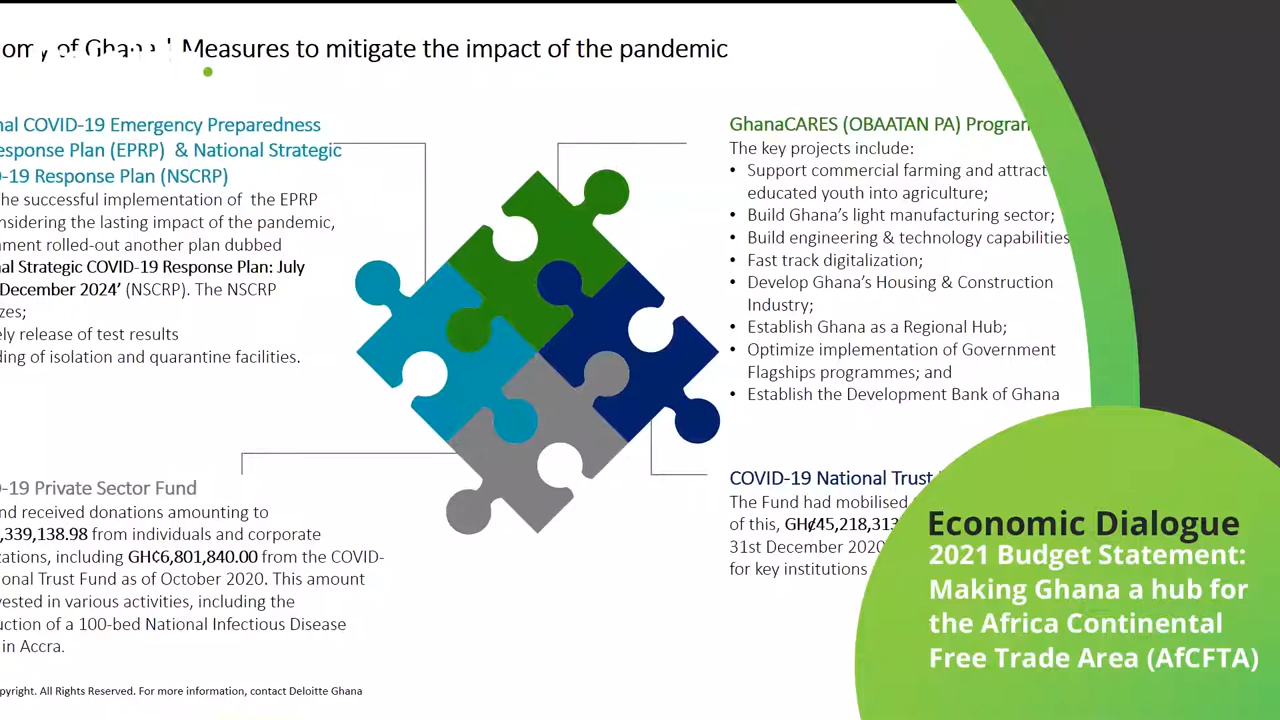 omy of Ghana | Measures to mitigate the impact of the pandemic
nal COVID-19 Emergency Preparedness
esponse Plan (EPRP) & National Strategic
D-19 Response Plan (NSCRP)
he successful implementation of the EPRP
onsidering the lasting impact of the pandemic,
nment rolled-out another plan dubbed
nal Strategic COVID-19 Response Plan: July
December 2024’ (NSCRP). The NSCRP
zes;
ely release of test results
ding of isolation and quarantine facilities.
GhanaCARES (OBAATAN PA) Program
The key projects include:
• Support commercial farming and attract
educated youth into agriculture;
• Build Ghana’s light manufacturing sector;
• Build engineering & technology capabilities
• Fast track digitalization;
• Develop Ghana’s Housing & Construction
Industry;
• Establish Ghana as a Regional Hub;
• Optimize implementation of Government
Flagships programmes; and
• Establish the Development Bank of Ghana
D-19 Private Sector Fund
nd received donations amounting to
,339,138.98 from individuals and corporate
zations, including GH¢6,801,840.00 from the COVID-
onal Trust Fund as of October 2020. This amount
vested in various activities, including the
uction of a 100-bed National Infectious Disease
in Accra.
COVID-19 National Trust
The Fund had mobilised
of this, GH¢45,218,313
31st December 2020
for key institutions
Economic Dialogue
2021 Budget Statement:
Making Ghana a hub for
the Africa Continental
Free Trade Area (AfCFTA)
pyright. All Rights Reserved. For more information, contact Deloitte Ghana